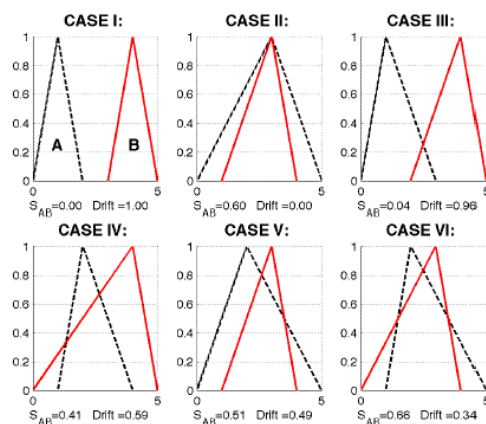 CASE I: CASE II: CASE III:
1 1 1
0.8 0.8 0.8
0.6 0.6 0.6
0.4 0.4 0.4
0.2 A B 0.2 0.2
0 0 0
0 5 0 5 0 5
S_AB=0.00 Drift=1.00 S_AB=0.60 Drift=0.00 S_AB=0.04 Drift=0.96
CASE IV: CASE V: CASE VI:
1 1 1
0.8 0.8 0.8
0.6 0.6 0.6
0.4 0.4 0.4
0.2 0.2 0.2
0 0 0
0 5 0 5 0 5
S_AB=0.41 Drift=0.59 S_AB=0.51 Drift=0.49 S_AB=0.66 Drift=0.34